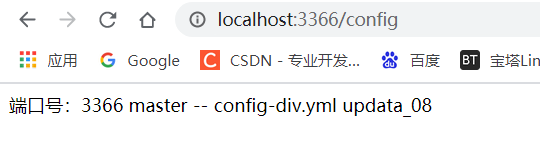 localhost:3366/config
应用 Google CSDN - 专业开发... 百度 BT 宝塔Lin
端口号：3366 master -- config-div.yml updata_08